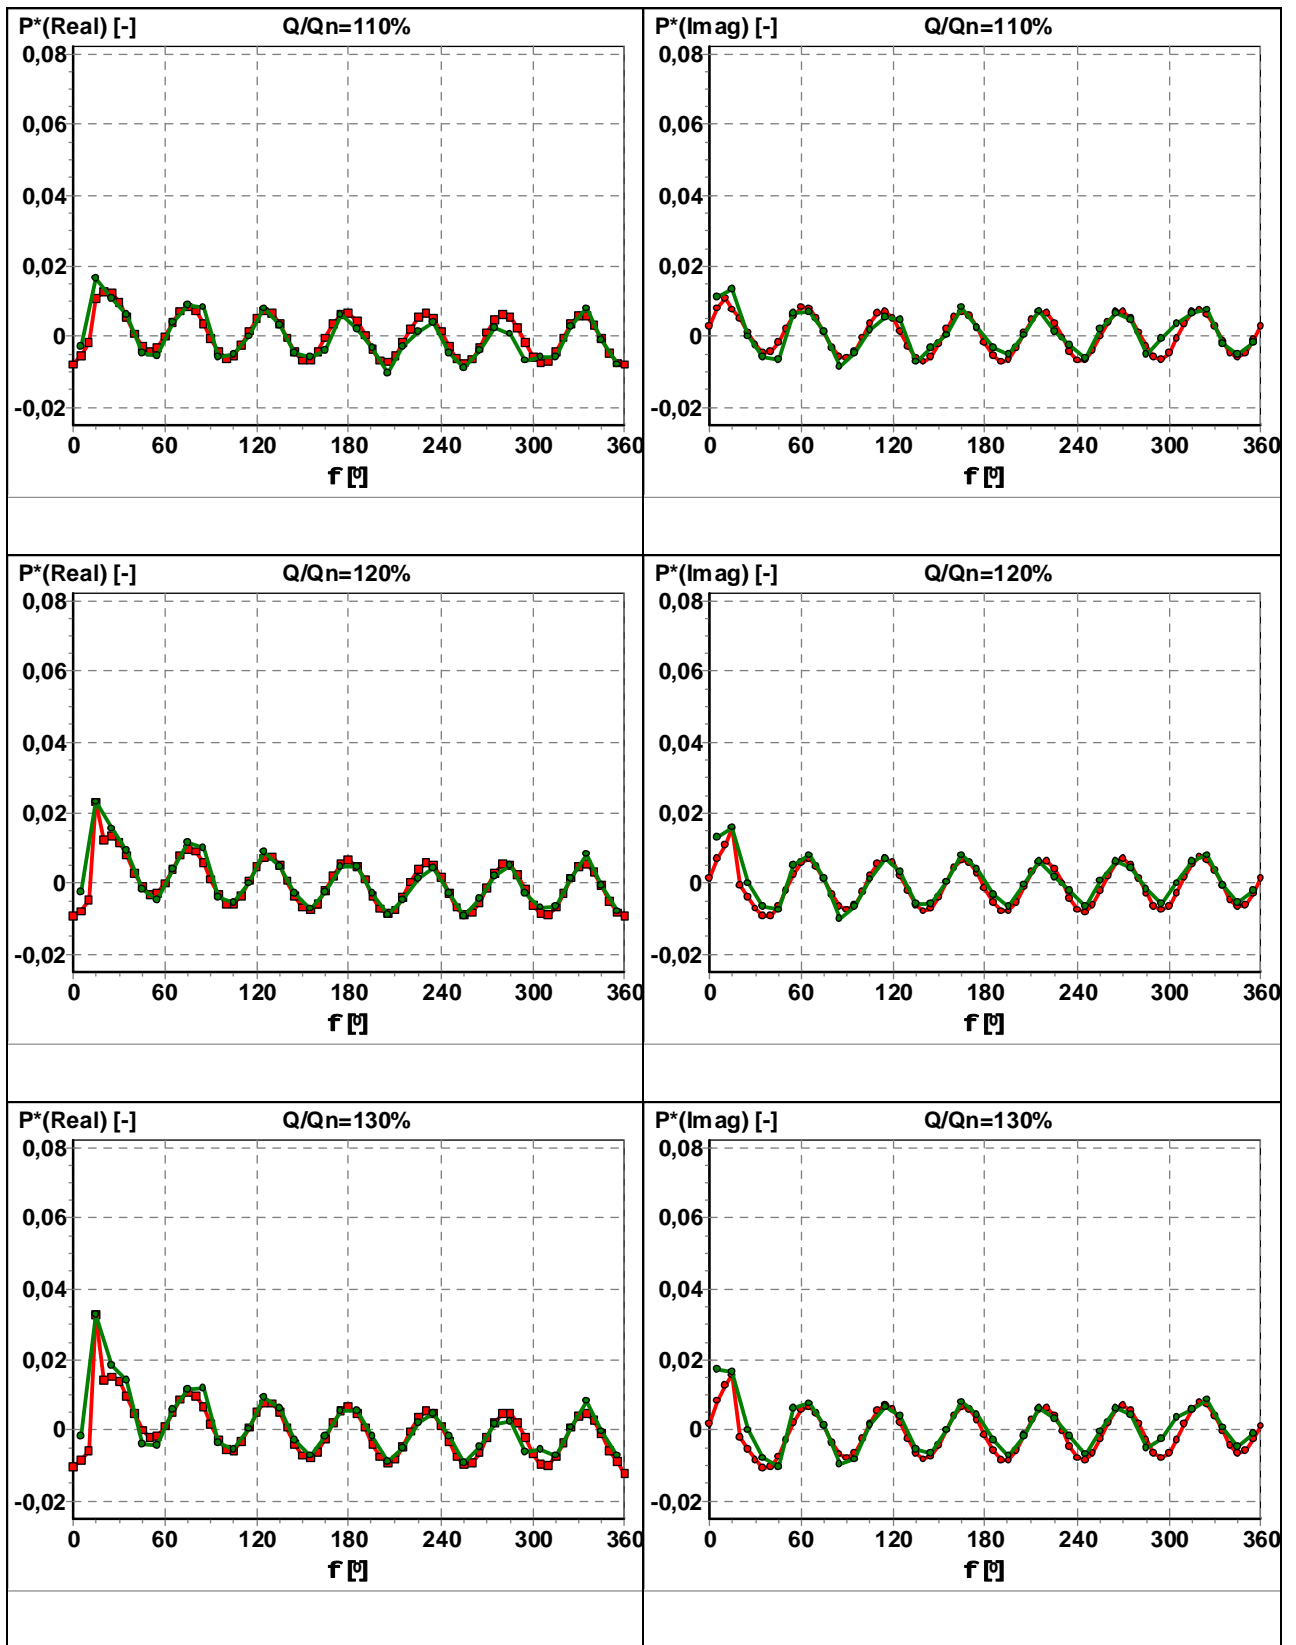 P*(Real) [-] Q/Qn=110%
0,08
0,06
0,04
0,02
0
-0,02
0 60 120 180 240 300 360
f [º]
P*(Imag) [-] Q/Qn=110%
0,08
0,06
0,04
0,02
0
-0,02
0 60 120 180 240 300 360
f [º]
P*(Real) [-] Q/Qn=120%
0,08
0,06
0,04
0,02
0
-0,02
0 60 120 180 240 300 360
f [º]
P*(Imag) [-] Q/Qn=120%
0,08
0,06
0,04
0,02
0
-0,02
0 60 120 180 240 300 360
f [º]
P*(Real) [-] Q/Qn=130%
0,08
0,06
0,04
0,02
0
-0,02
0 60 120 180 240 300 360
f [º]
P*(Imag) [-] Q/Qn=130%
0,08
0,06
0,04
0,02
0
-0,02
0 60 120 180 240 300 360
f [º]